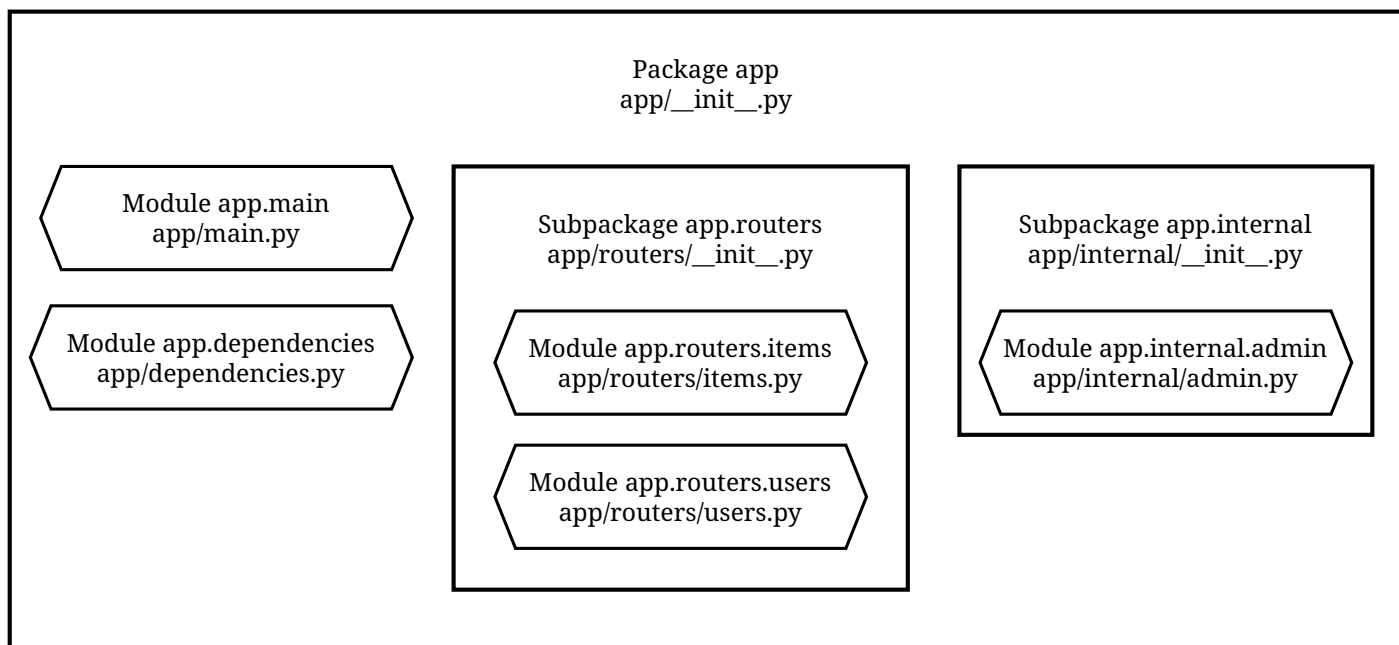 Package app
app/__init__.py
Module app.main
app/main.py
Module app.dependencies
app/dependencies.py
Subpackage app.routers
app/routers/__init__.py
Module app.routers.items
app/routers/items.py
Module app.routers.users
app/routers/users.py
Subpackage app.internal
app/internal/__init__.py
Module app.internal.admin
app/internal/admin.py